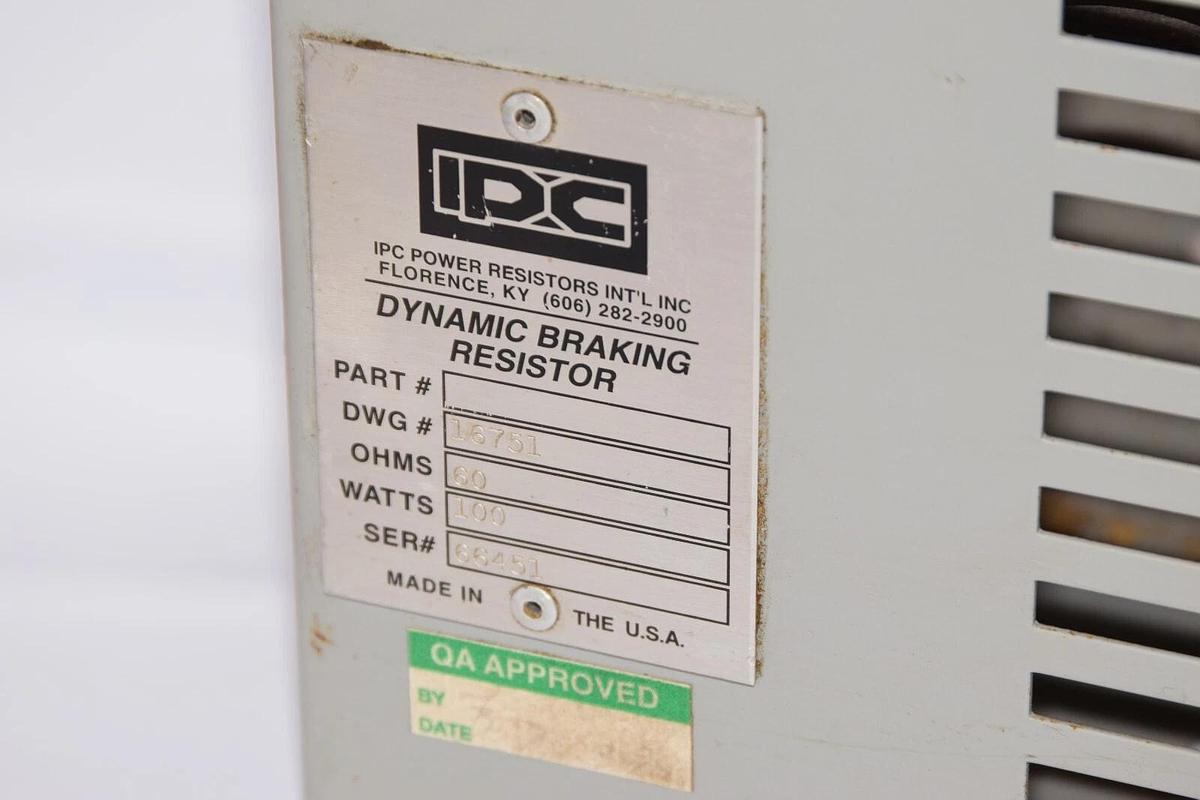 IPC
IPC POWER RESISTORS INT'L INC
FLORENCE, KY (606) 282-2900
DYNAMIC BRAKING
RESISTOR
PART #
DWG # 16751
OHMS 60
WATTS 100
SER# 66451
MADE IN THE U.S.A.
QA APPROVED
BY
DATE